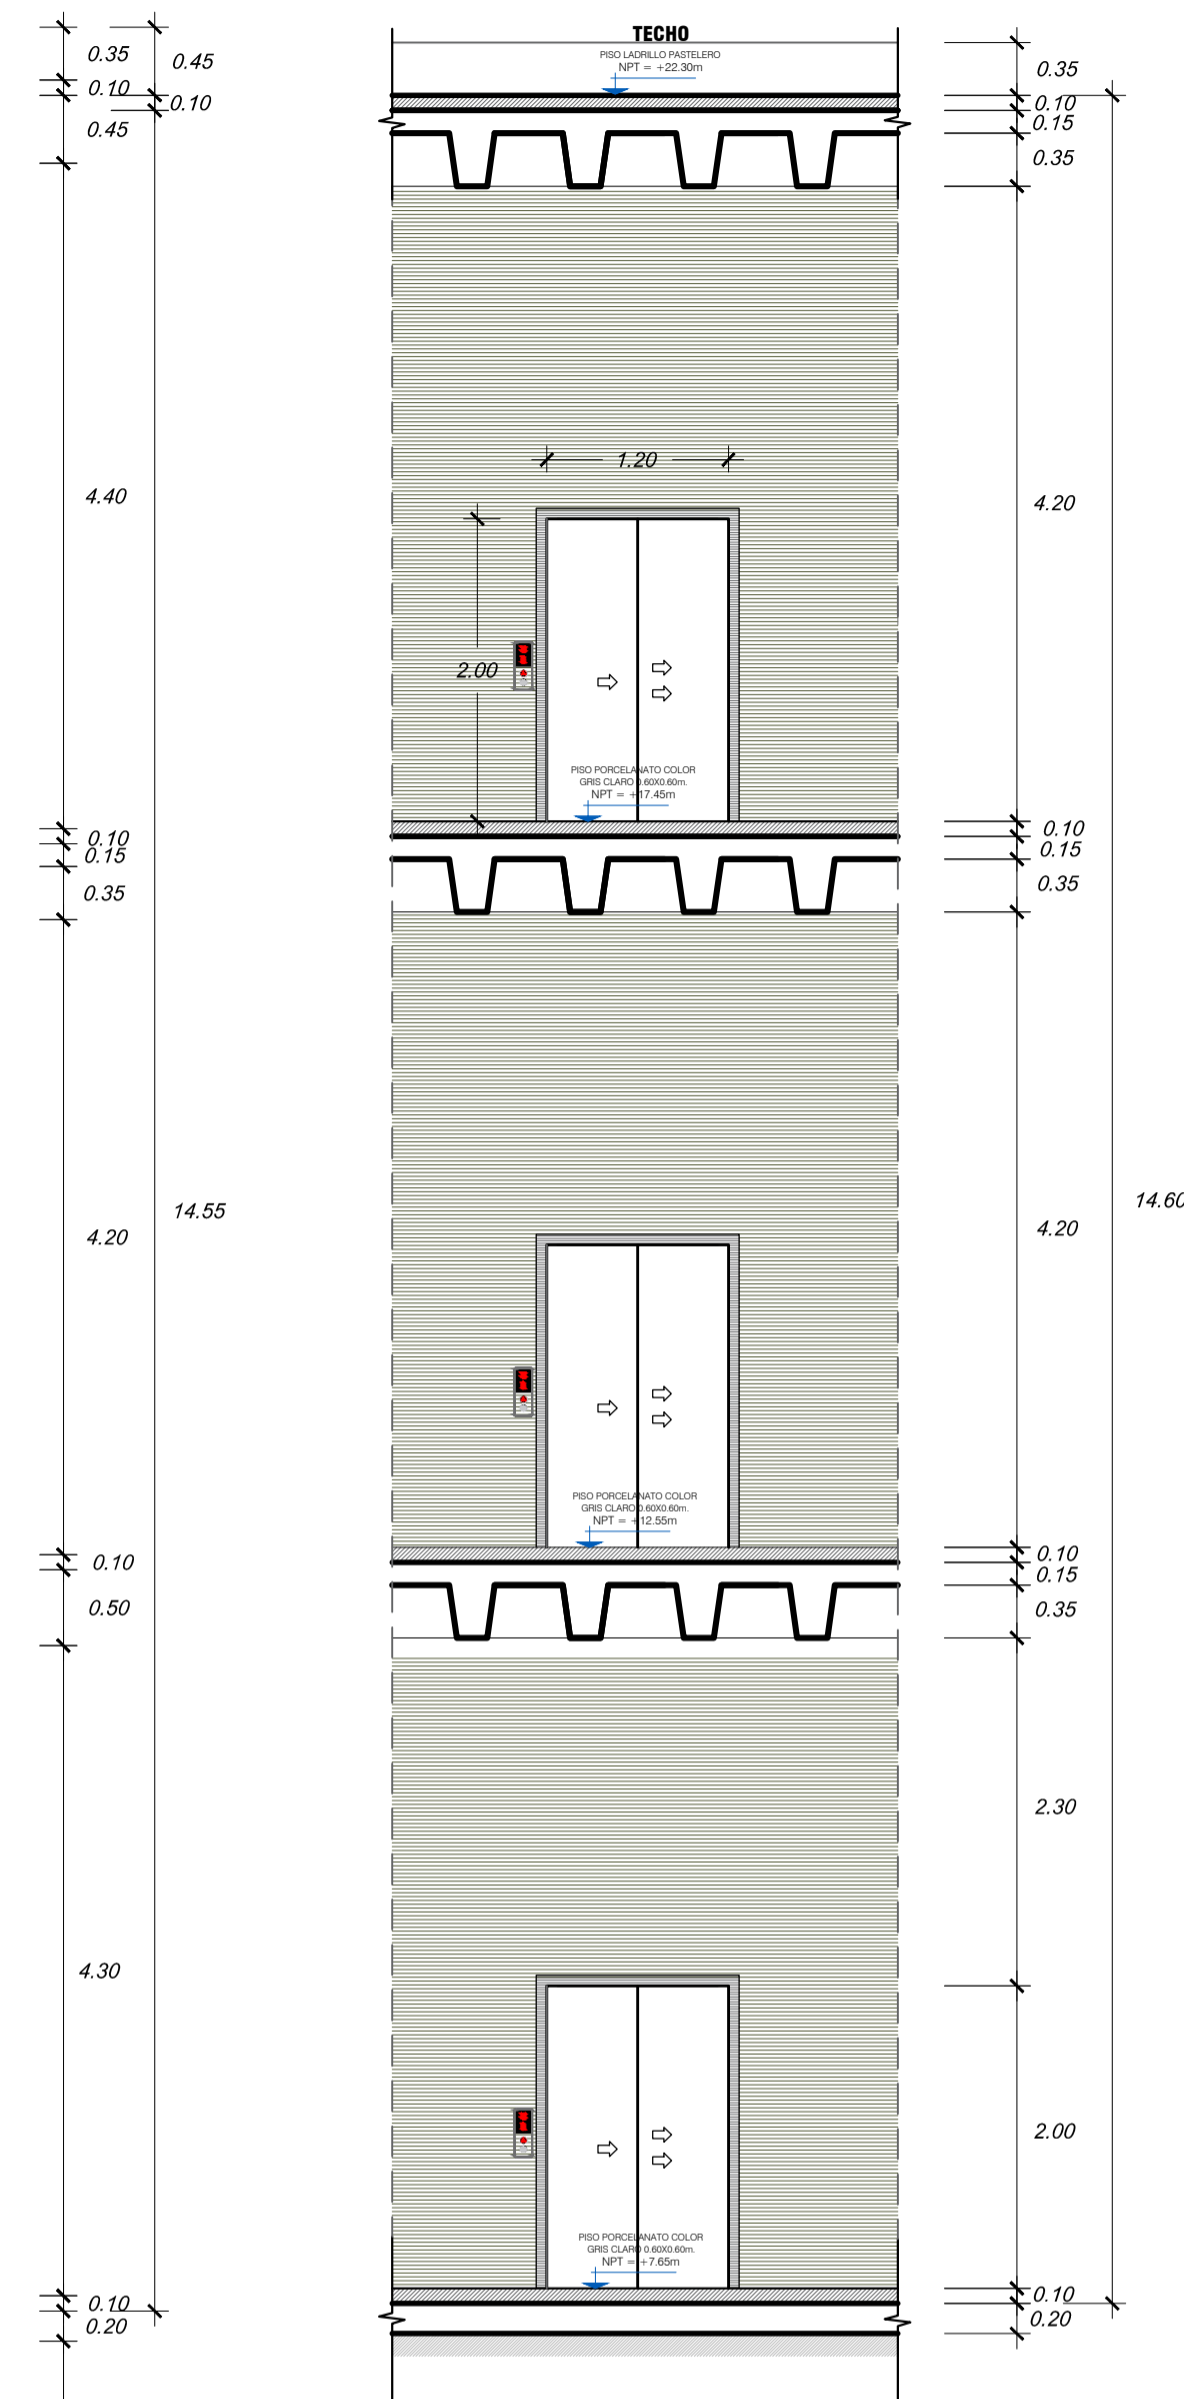 TECHO
PISO LADRILLO PASTELERO
NPT = +22.30m
0.35
0.45
0.10
0.10
0.45
0.35
0.10
0.15
0.35
1.20
4.40
4.20
2.00
PISO PORCELANATO COLOR
GRIS CLARO 0.60X0.60m.
NPT = +17.45m
0.10
0.15
0.35
0.10
0.15
0.35
4.20
14.55
4.20
14.60
PISO PORCELANATO COLOR
GRIS CLARO 0.60X0.60m.
NPT = +12.55m
0.10
0.50
0.10
0.15
0.35
2.30
4.30
2.00
PISO PORCELANATO COLOR
GRIS CLARO 0.60X0.60m.
NPT = +7.65m
0.10
0.20
0.10
0.20